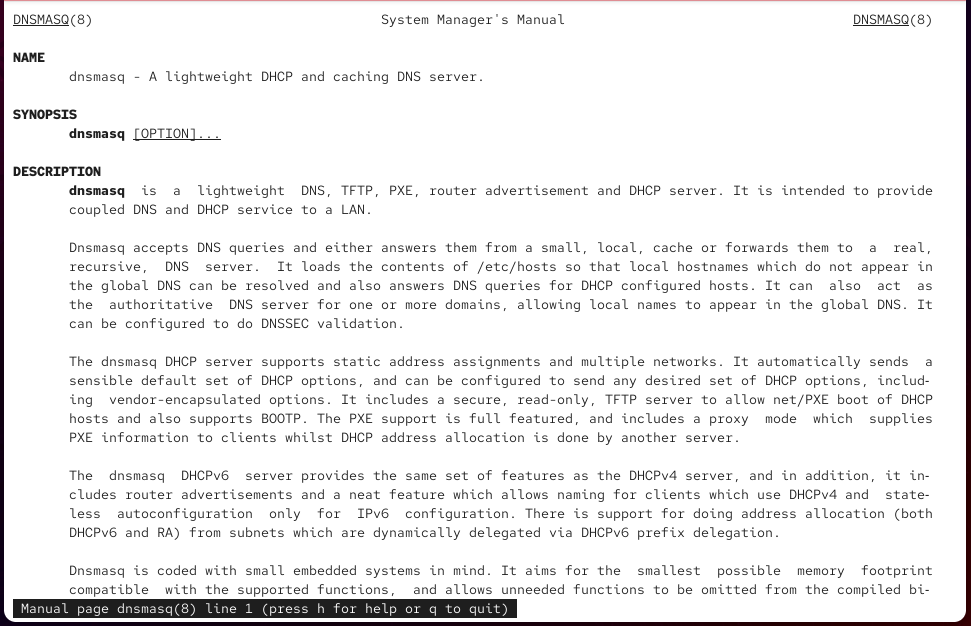 DNSMASQ(8) System Manager's Manual DNSMASQ(8)
NAME
dnsmasq - A lightweight DHCP and caching DNS server.
SYNOPSIS
dnsmasq [OPTION]...
DESCRIPTION
dnsmasq is a lightweight DNS, TFTP, PXE, router advertisement and DHCP server. It is intended to provide
coupled DNS and DHCP service to a LAN.
Dnsmasq accepts DNS queries and either answers them from a small, local, cache or forwards them to a real,
recursive, DNS server. It loads the contents of /etc/hosts so that local hostnames which do not appear in
the global DNS can be resolved and also answers DNS queries for DHCP configured hosts. It can also act as
the authoritative DNS server for one or more domains, allowing local names to appear in the global DNS. It
can be configured to do DNSSEC validation.
The dnsmasq DHCP server supports static address assignments and multiple networks. It automatically sends a
sensible default set of DHCP options, and can be configured to send any desired set of DHCP options, includ-
ing vendor-encapsulated options. It includes a secure, read-only, TFTP server to allow net/PXE boot of DHCP
hosts and also supports BOOTP. The PXE support is full featured, and includes a proxy mode which supplies
PXE information to clients whilst DHCP address allocation is done by another server.
The dnsmasq DHCPv6 server provides the same set of features as the DHCPv4 server, and in addition, it in-
cludes router advertisements and a neat feature which allows naming for clients which use DHCPv4 and state-
less autoconfiguration only for IPv6 configuration. There is support for doing address allocation (both
DHCPv6 and RA) from subnets which are dynamically delegated via DHCPv6 prefix delegation.
Dnsmasq is coded with small embedded systems in mind. It aims for the smallest possible memory footprint
compatible with the supported functions, and allows unneeded functions to be omitted from the compiled bi-
Manual page dnsmasq(8) line 1 (press h for help or q to quit)